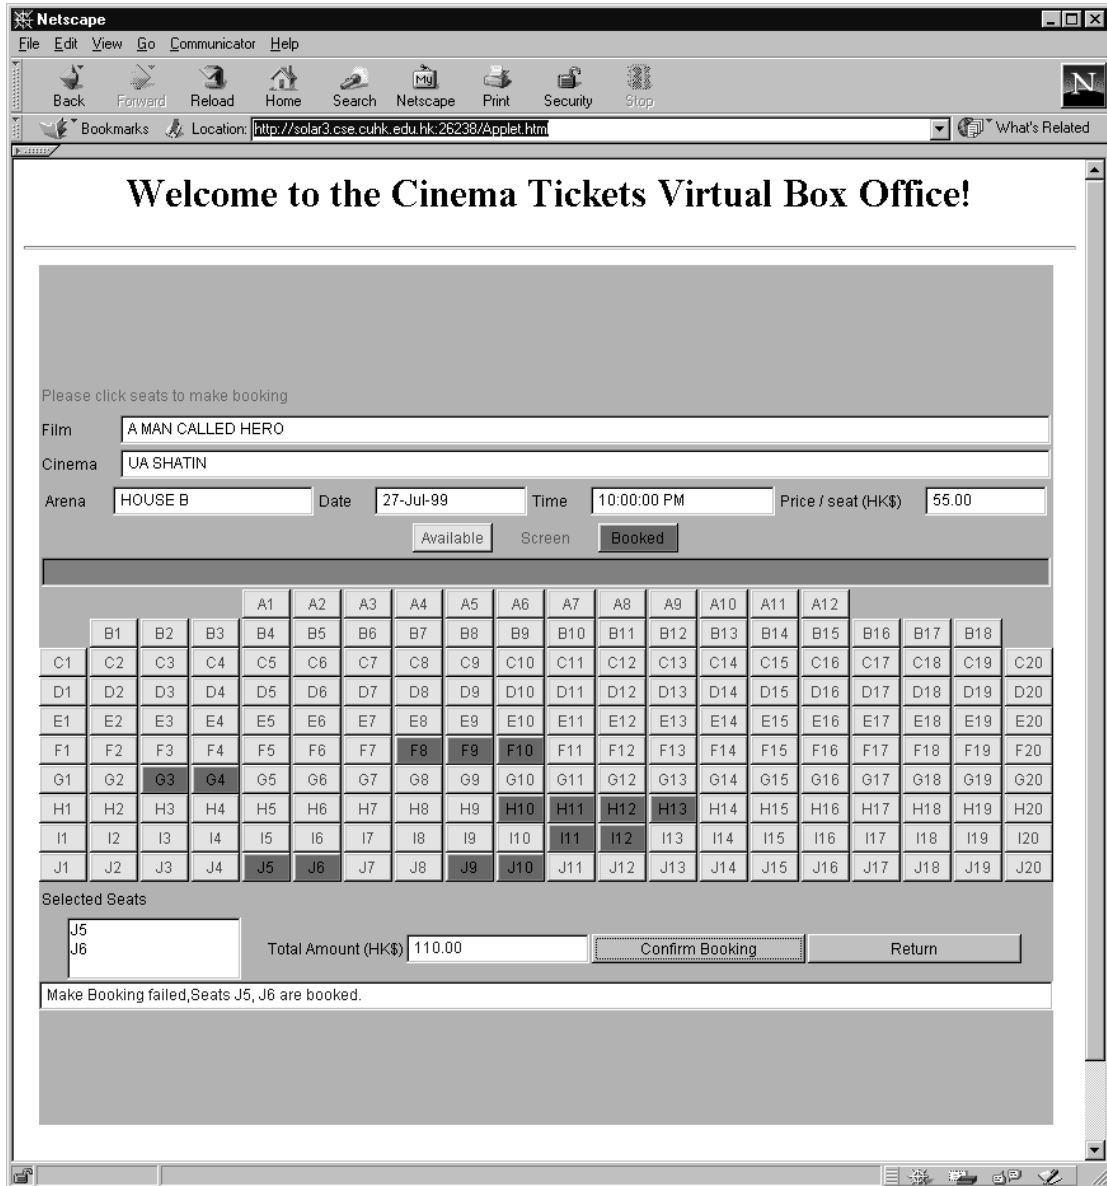 Netscape
File Edit View Go Communicator Help
Back Forward Reload Home Search Netscape Print Security Stop
My
N
Bookmarks Location: http://solar3.cse.cuhk.edu.hk:26238/Applet.htm What's Related
Welcome to the Cinema Tickets Virtual Box Office!
Please click seats to make booking
Film A MAN CALLED HERO
Cinema UA SHATIN
Arena HOUSE B Date 27-Jul-99 Time 10:00:00 PM Price / seat (HK$) 55.00
Available Screen Booked
A1 A2 A3 A4 A5 A6 A7 A8 A9 A10 A11 A12
B1 B2 B3 B4 B5 B6 B7 B8 B9 B10 B11 B12 B13 B14 B15 B16 B17 B18
C1 C2 C3 C4 C5 C6 C7 C8 C9 C10 C11 C12 C13 C14 C15 C16 C17 C18 C19 C20
D1 D2 D3 D4 D5 D6 D7 D8 D9 D10 D11 D12 D13 D14 D15 D16 D17 D18 D19 D20
E1 E2 E3 E4 E5 E6 E7 E8 E9 E10 E11 E12 E13 E14 E15 E16 E17 E18 E19 E20
F1 F2 F3 F4 F5 F6 F7 F8 F9 F10 F11 F12 F13 F14 F15 F16 F17 F18 F19 F20
G1 G2 G3 G4 G5 G6 G7 G8 G9 G10 G11 G12 G13 G14 G15 G16 G17 G18 G19 G20
H1 H2 H3 H4 H5 H6 H7 H8 H9 H10 H11 H12 H13 H14 H15 H16 H17 H18 H19 H20
I1 I2 I3 I4 I5 I6 I7 I8 I9 I10 I11 I12 I13 I14 I15 I16 I17 I18 I19 I20
J1 J2 J3 J4 J5 J6 J7 J8 J9 J10 J11 J12 J13 J14 J15 J16 J17 J18 J19 J20
Selected Seats
J5
J6
Total Amount (HK$) 110.00 Confirm Booking Return
Make Booking failed,Seats J5, J6 are booked.